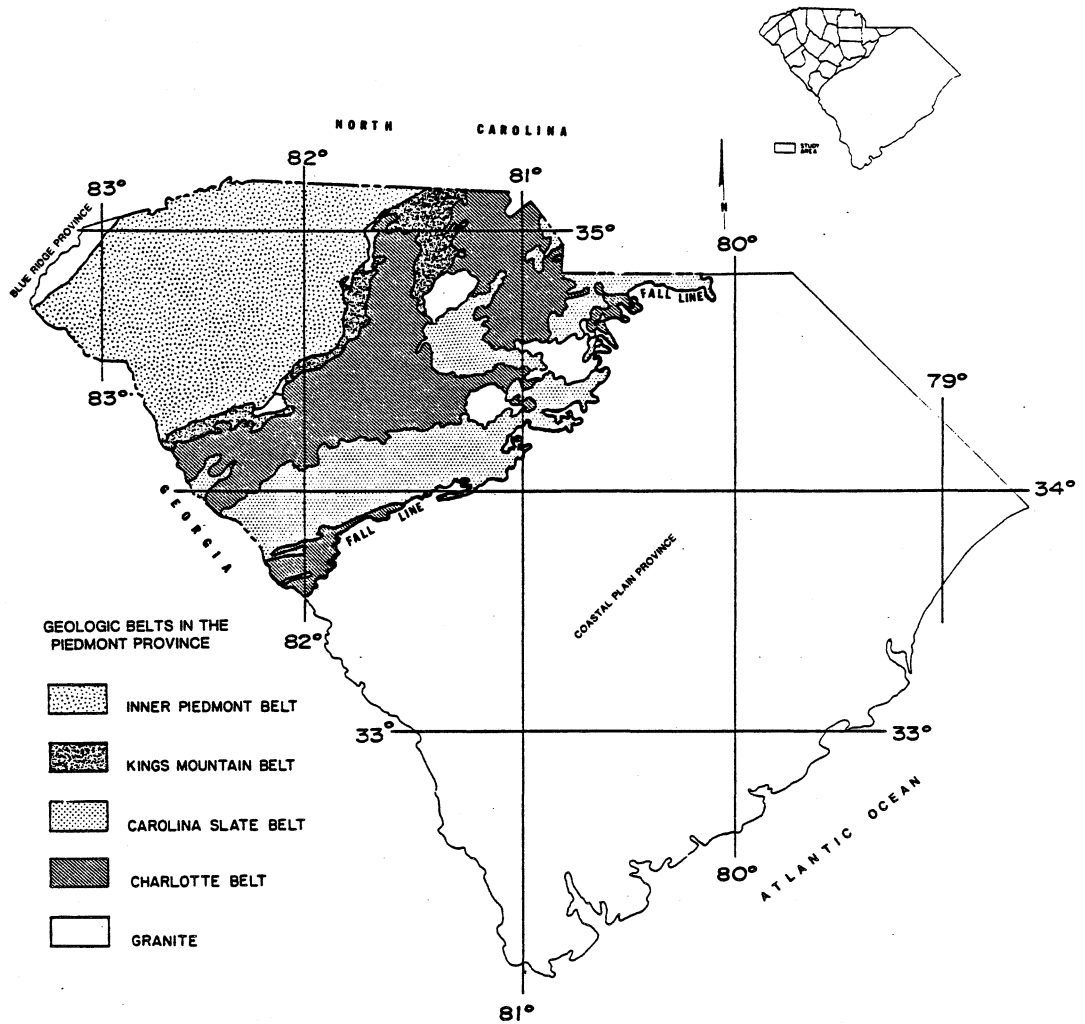 STUDY
AREA
NORTH CAROLINA
82°
81°
83°
BLUE RIDGE PROVINCE
N
35°
80°
FALL LINE
79°
83°
34°
GEORGIA
FALL LINE
COASTAL PLAIN PROVINCE
82°
33°
33°
80°
ATLANTIC OCEAN
81°
GEOLOGIC BELTS IN THE
PIEDMONT PROVINCE
INNER PIEDMONT BELT
KINGS MOUNTAIN BELT
CAROLINA SLATE BELT
CHARLOTTE BELT
GRANITE